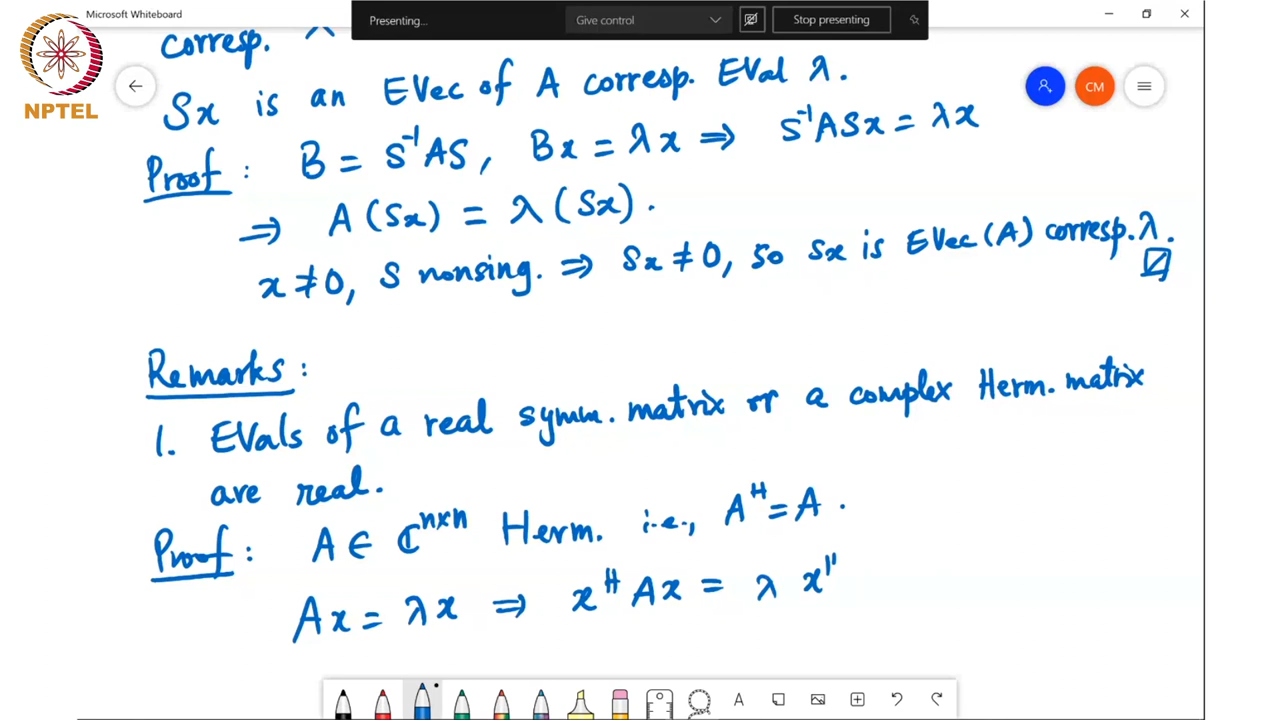 Microsoft Whiteboard
Presenting...
Give control
Stop presenting
NPTEL
CM
corresp. λ
Sx is an EVec of A corresp. EVal λ.
Proof : B = S⁻¹AS, Bx = λx ⇒ S⁻¹ASx = λx
⇒ A(Sx) = λ(Sx).
x ≠ 0, S nonsing. ⇒ Sx ≠ 0, so Sx is EVec(A) corresp. λ.
Remarks :
1. EVals of a real symm. matrix or a complex Herm. matrix
are real.
Proof : A ∈ ℂⁿˣⁿ Herm. i.e., Aᴴ = A.
Ax = λx ⇒ xᴴAx = λ x
A